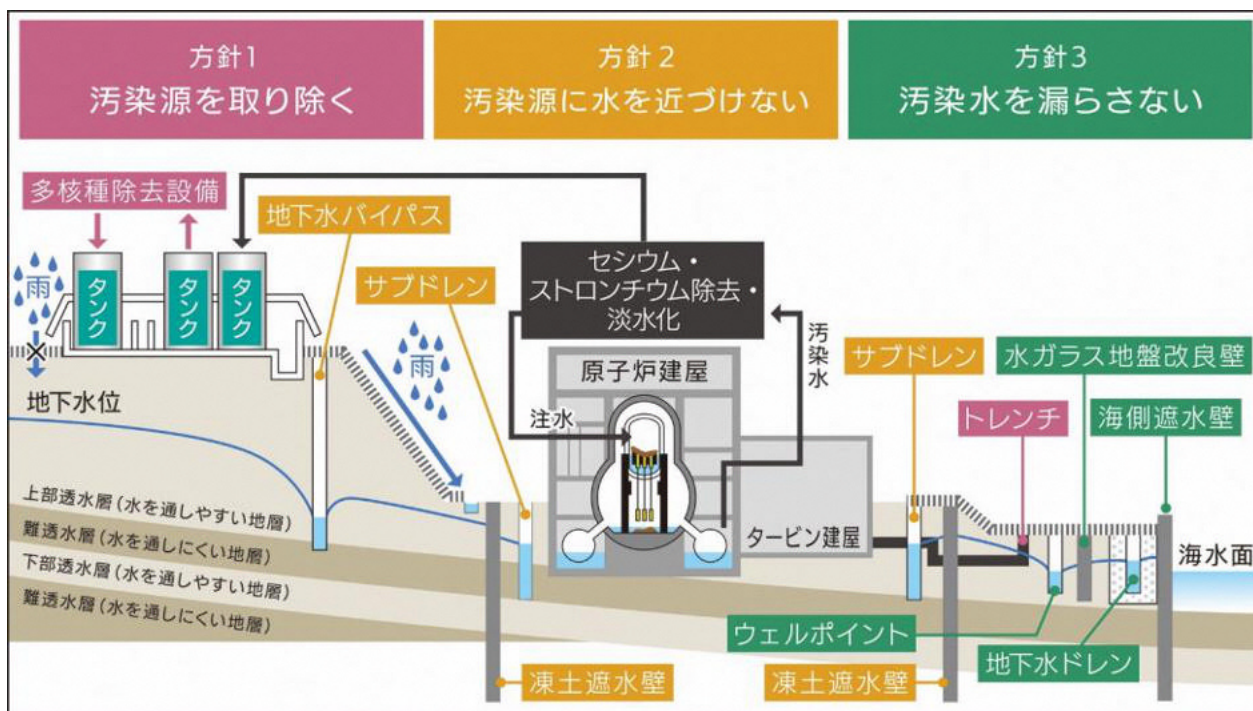 方針1
汚染源を取り除く
方針2
汚染源に水を近づけない
方針3
汚染水を漏らさない
多核種除去設備
地下水バイパス
雨
タンク
タンク
タンク
サブドレン
セシウム・
ストロンチウム除去・
淡水化
雨
汚染水
原子炉建屋
サブドレン
水ガラス地盤改良壁
地下水位
注水
トレンチ
海側遮水壁
上部透水層(水を通しやすい地層)
難透水層(水を通しにくい地層)
下部透水層(水を通しやすい地層)
難透水層(水を通しにくい地層)
タービン建屋
海水面
ウェルポイント
地下水ドレン
凍土遮水壁
凍土遮水壁